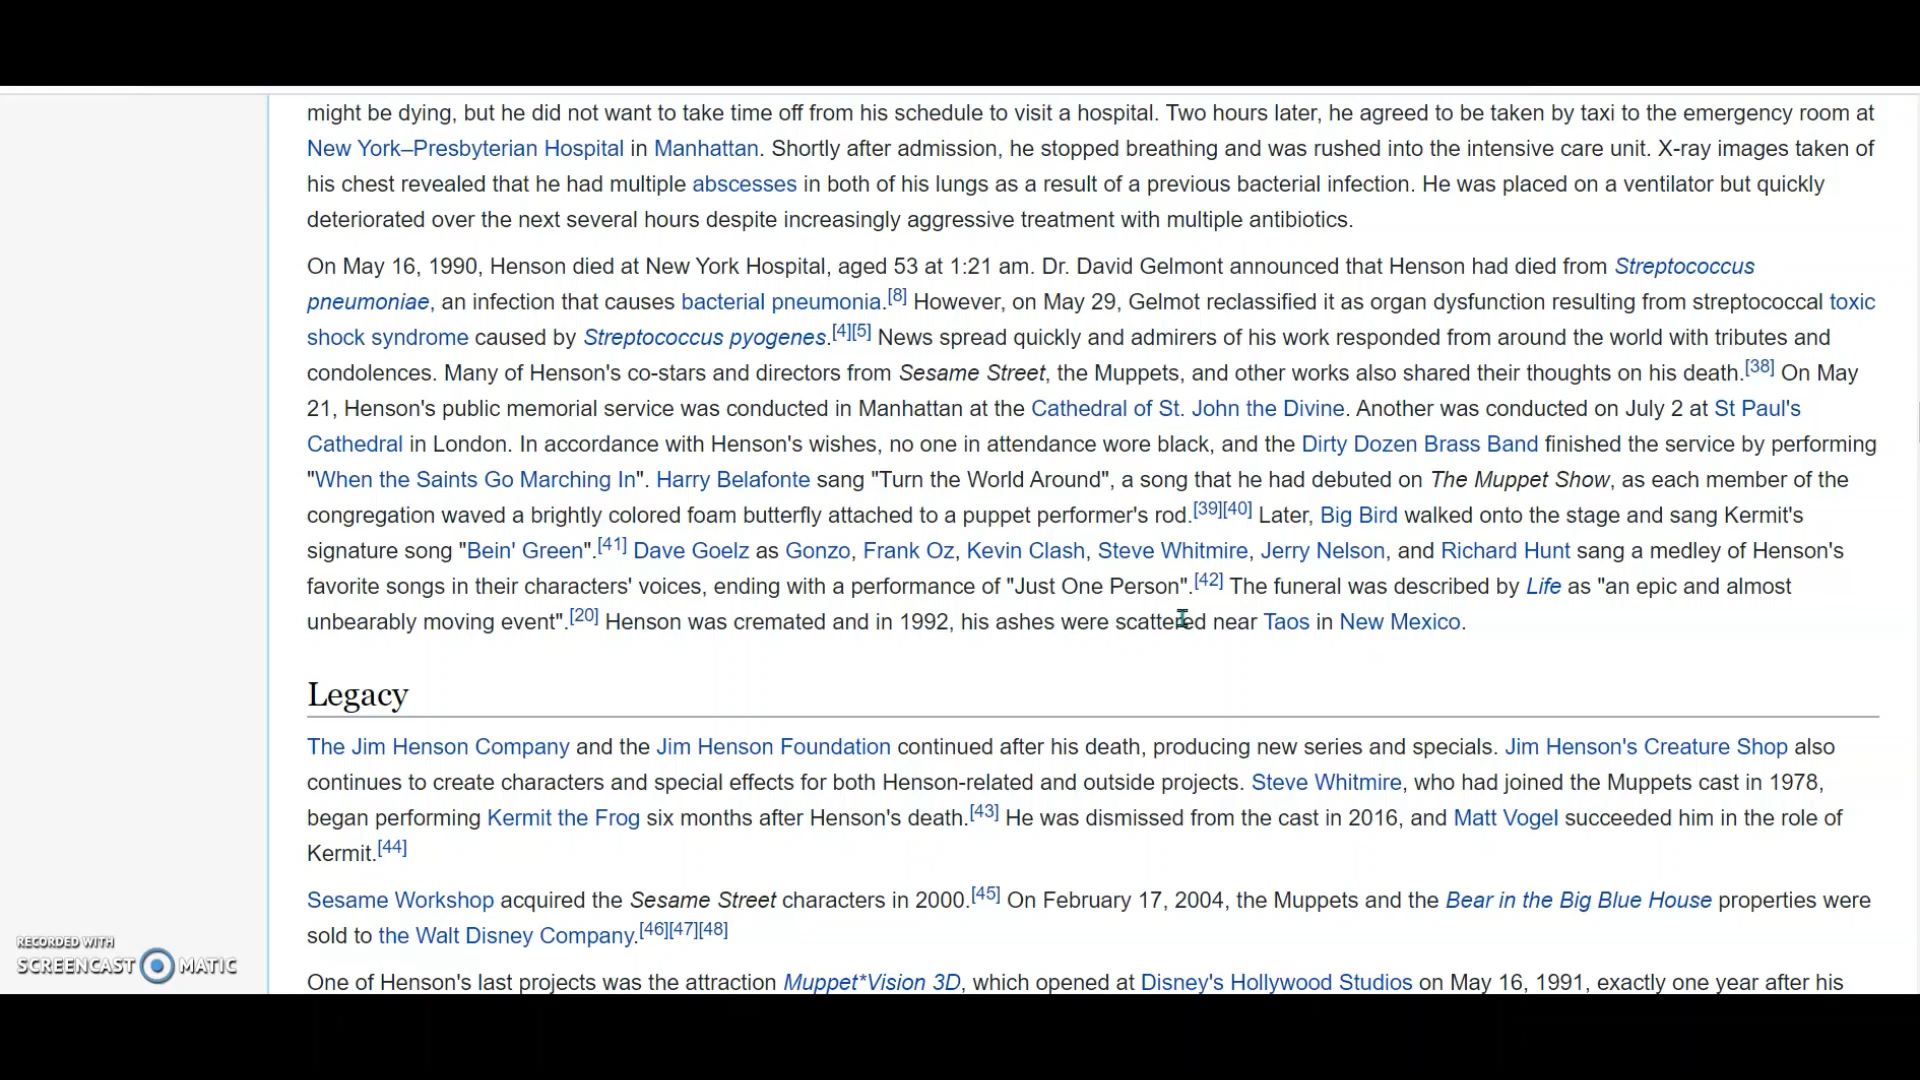 might be dying, but he did not want to take time off from his schedule to visit a hospital. Two hours later, he agreed to be taken by taxi to the emergency room at
New York–Presbyterian Hospital in Manhattan. Shortly after admission, he stopped breathing and was rushed into the intensive care unit. X-ray images taken of
his chest revealed that he had multiple abscesses in both of his lungs as a result of a previous bacterial infection. He was placed on a ventilator but quickly
deteriorated over the next several hours despite increasingly aggressive treatment with multiple antibiotics.
On May 16, 1990, Henson died at New York Hospital, aged 53 at 1:21 am. Dr. David Gelmont announced that Henson had died from Streptococcus
pneumoniae, an infection that causes bacterial pneumonia.[8] However, on May 29, Gelmot reclassified it as organ dysfunction resulting from streptococcal toxic
shock syndrome caused by Streptococcus pyogenes.[4][5] News spread quickly and admirers of his work responded from around the world with tributes and
condolences. Many of Henson's co-stars and directors from Sesame Street, the Muppets, and other works also shared their thoughts on his death.[38] On May
21, Henson's public memorial service was conducted in Manhattan at the Cathedral of St. John the Divine. Another was conducted on July 2 at St Paul's
Cathedral in London. In accordance with Henson's wishes, no one in attendance wore black, and the Dirty Dozen Brass Band finished the service by performing
"When the Saints Go Marching In". Harry Belafonte sang "Turn the World Around", a song that he had debuted on The Muppet Show, as each member of the
congregation waved a brightly colored foam butterfly attached to a puppet performer's rod.[39][40] Later, Big Bird walked onto the stage and sang Kermit's
signature song "Bein' Green".[41] Dave Goelz as Gonzo, Frank Oz, Kevin Clash, Steve Whitmire, Jerry Nelson, and Richard Hunt sang a medley of Henson's
favorite songs in their characters' voices, ending with a performance of "Just One Person".[42] The funeral was described by Life as "an epic and almost
unbearably moving event".[20] Henson was cremated and in 1992, his ashes were scattered near Taos in New Mexico.
Legacy
The Jim Henson Company and the Jim Henson Foundation continued after his death, producing new series and specials. Jim Henson's Creature Shop also
continues to create characters and special effects for both Henson-related and outside projects. Steve Whitmire, who had joined the Muppets cast in 1978,
began performing Kermit the Frog six months after Henson's death.[43] He was dismissed from the cast in 2016, and Matt Vogel succeeded him in the role of
Kermit.[44]
Sesame Workshop acquired the Sesame Street characters in 2000.[45] On February 17, 2004, the Muppets and the Bear in the Big Blue House properties were
sold to the Walt Disney Company.[46][47][48]
One of Henson's last projects was the attraction Muppet*Vision 3D, which opened at Disney's Hollywood Studios on May 16, 1991, exactly one year after his
RECORDED WITH
SCREENCAST MATIC